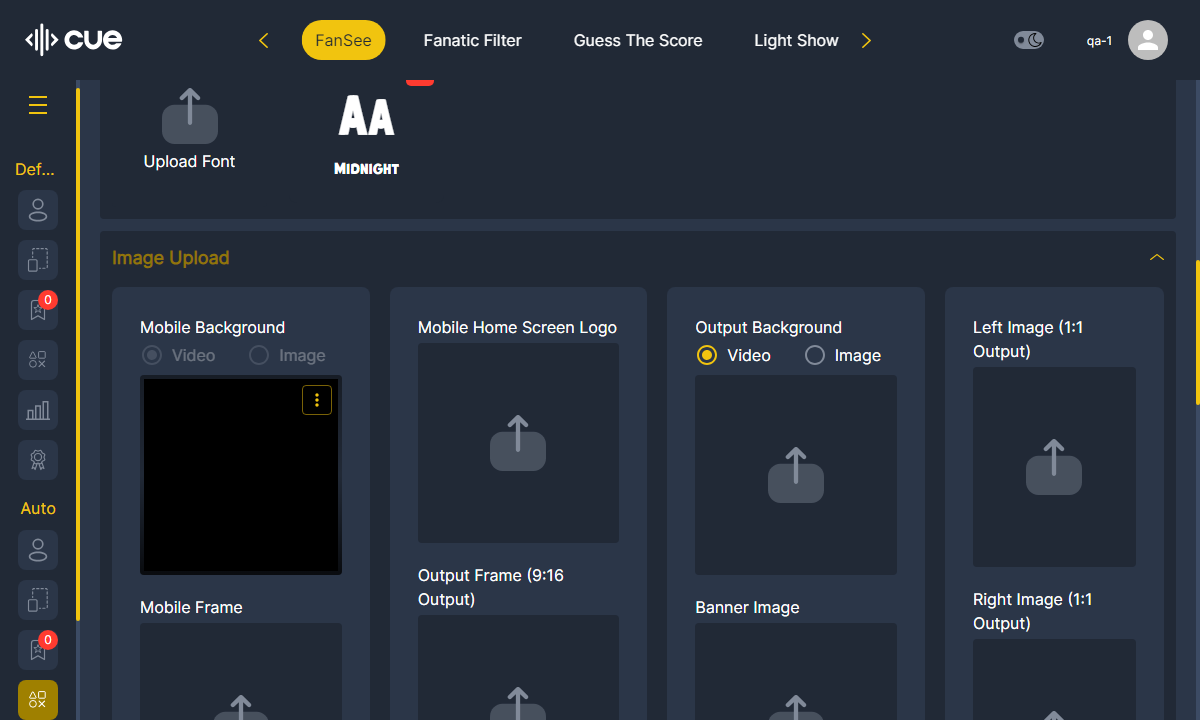 cue
FanSee
Fanatic Filter
Guess The Score
Light Show
qa-1
Def...
0
Auto
0
Upload Font
AA
MIDNIGHT
Image Upload
Mobile Background
Video
Image
Mobile Frame
Mobile Home Screen Logo
Output Frame (9:16
Output)
Output Background
Video
Image
Banner Image
Left Image (1:1
Output)
Right Image (1:1
Output)